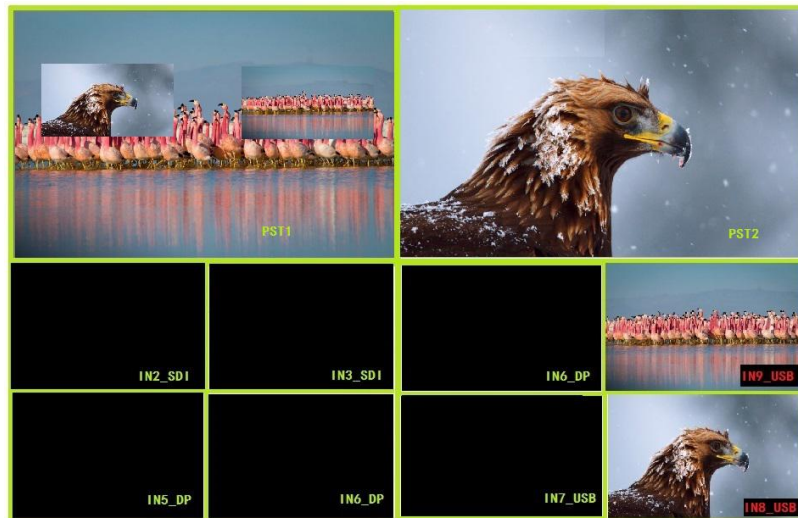 PST1
PST2
IN2_SDI
IN3_SDI
IN6_DP
IN9_USB
IN5_DP
IN6_DP
IN7_USB
IN8_USB